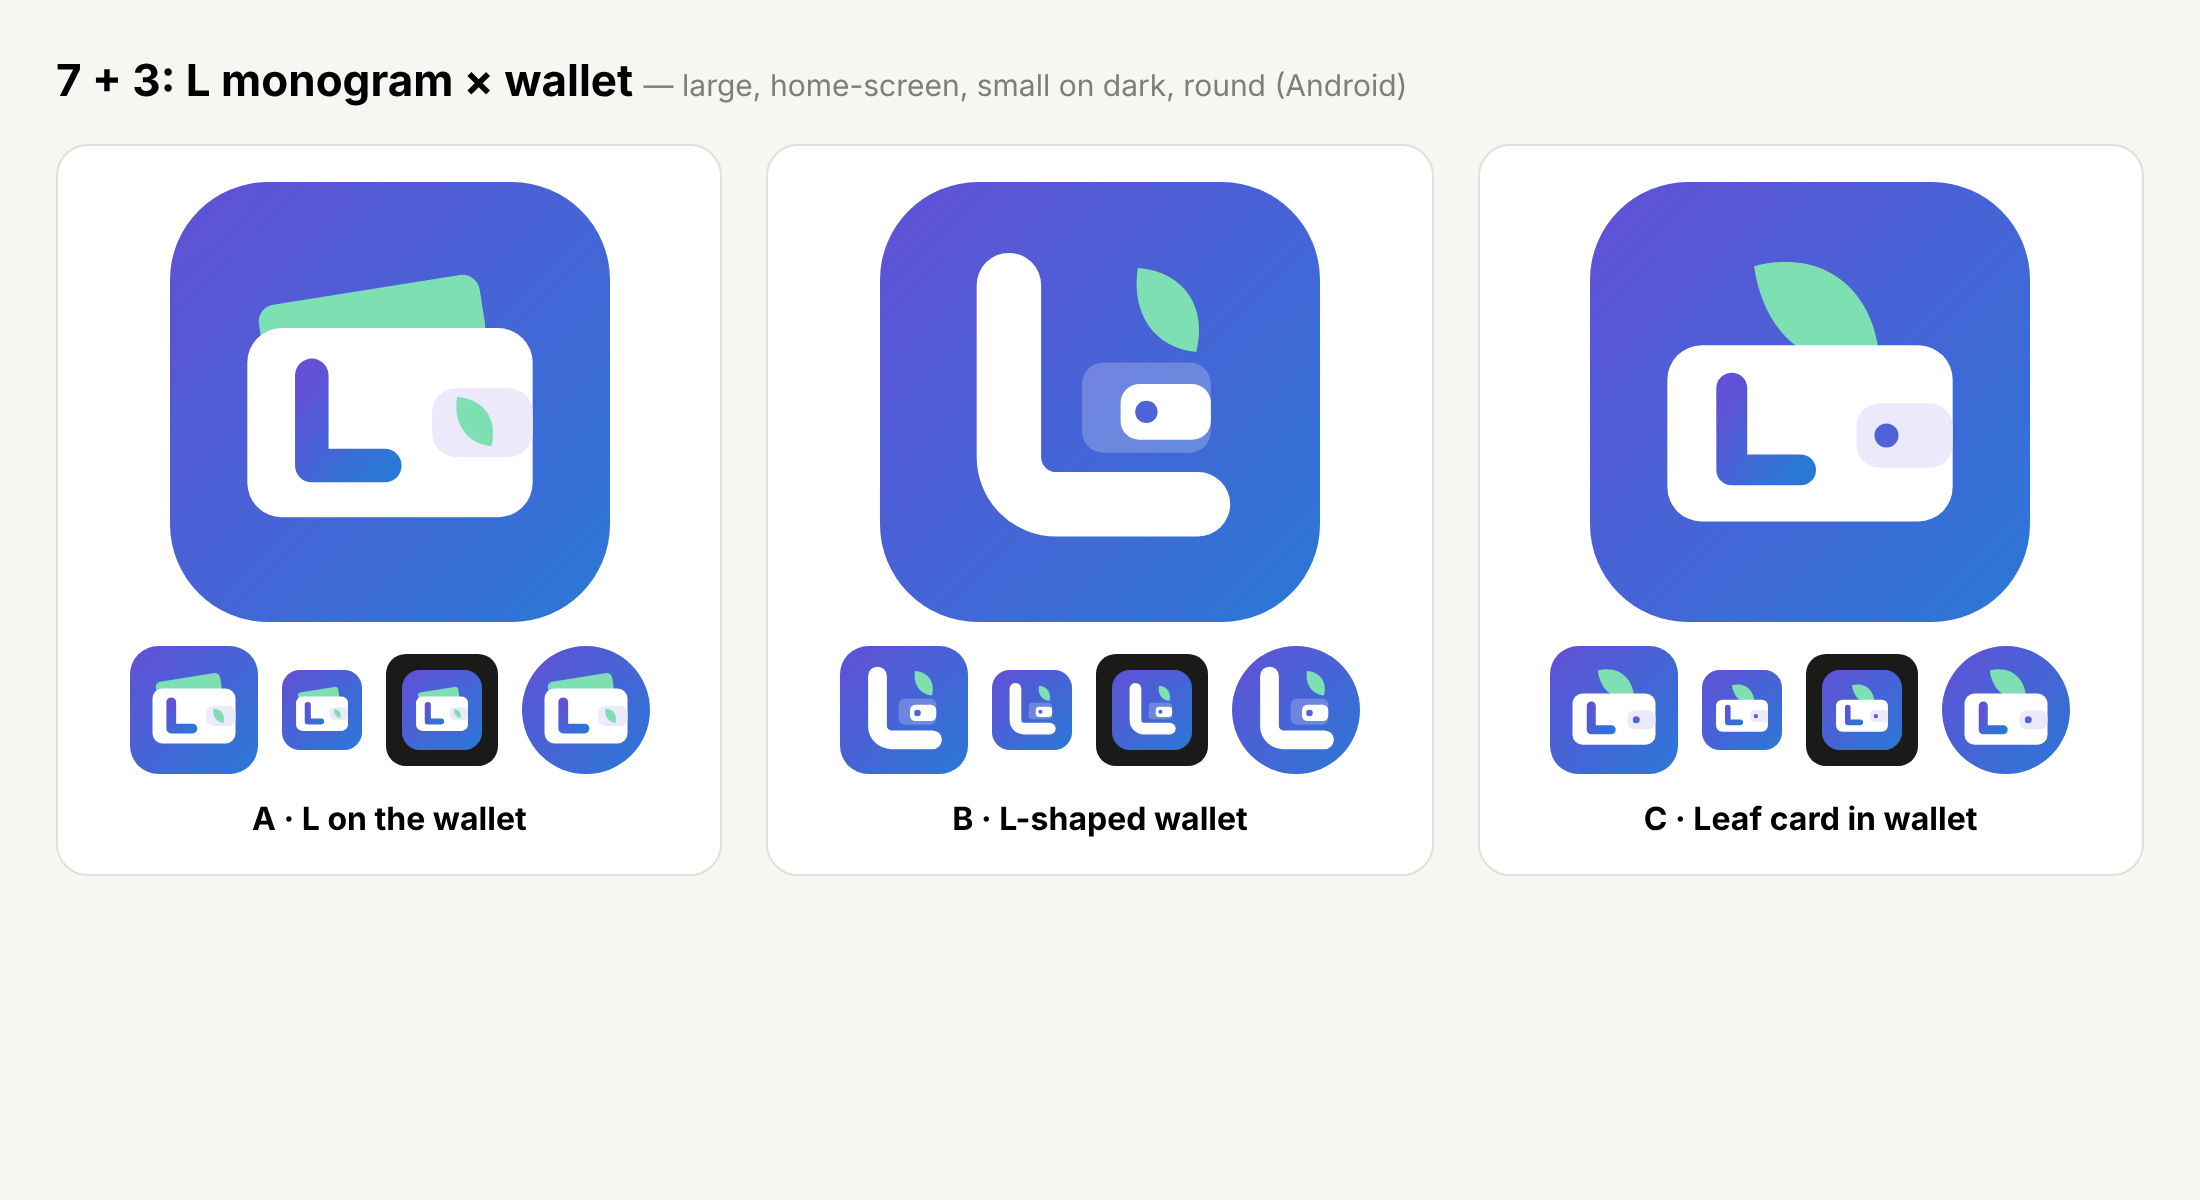 7 + 3: L monogram × wallet — large, home-screen, small on dark, round (Android)
L
L
L
A · L on the wallet
B · L-shaped wallet
C · Leaf card in wallet